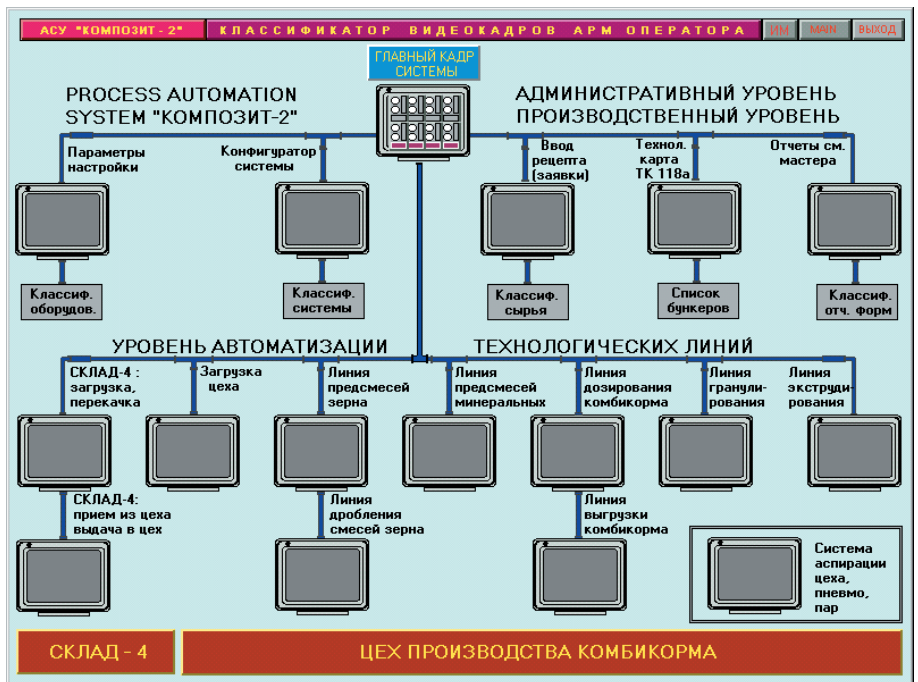 АСУ "КОМПОЗИТ - 2"
КЛАССИФИКАТОР ВИДЕОКАДРОВ АРМ ОПЕРАТОРА
ИМ
MAIN
ВЫХОД
ГЛАВНЫЙ КАДР
СИСТЕМЫ
PROCESS AUTOMATION
SYSTEM "КОМПОЗИТ-2"
АДМИНИСТРАТИВНЫЙ УРОВЕНЬ
ПРОИЗВОДСТВЕННЫЙ УРОВЕНЬ
Параметры
настройки
Конфигуратор
системы
Ввод
рецепта
(заявки)
Технол.
карта
ТК 118а
Отчеты см.
мастера
Классиф.
оборудов.
Классиф.
системы
Классиф.
сырья
Список
бункеров
Классиф.
отч. форм
УРОВЕНЬ АВТОМАТИЗАЦИИ
ТЕХНОЛОГИЧЕСКИХ ЛИНИЙ
СКЛАД-4 :
загрузка,
перекачка
Загрузка
цеха
Линия
предсмесей
зерна
Линия
предсмесей
минеральных
Линия
дозирования
комбикорма
Линия
гранули-
рования
Линия
экструди-
рования
СКЛАД-4:
прием из цеха
выдача в цех
Линия
дробления
смесей зерна
Линия
выгрузки
комбикорма
Система
аспирации
цеха,
пневмо,
пар
СКЛАД - 4
ЦЕХ ПРОИЗВОДСТВА КОМБИКОРМА